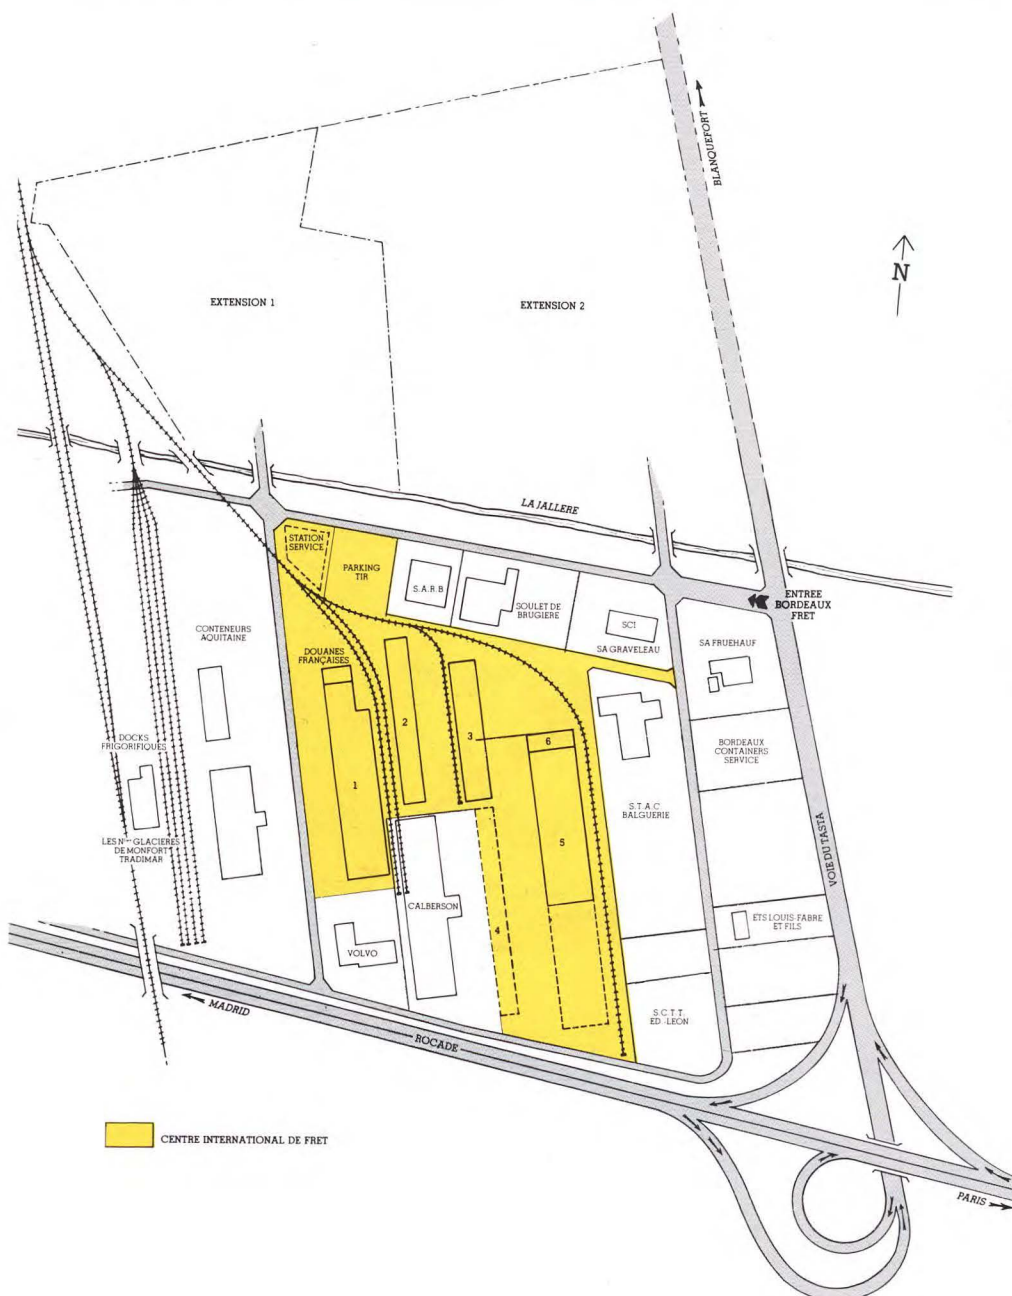 BLANQUEFORT
N
EXTENSION 1
EXTENSION 2
LA JALLERE
STATION
SERVICE
PARKING
TIR
S.A.R.B
SOULET DE
BRUGIERE
SCI
SA GRAVELEAU
ENTREE
BORDEAUX
FRET
SA FRUEHAUF
CONTENEURS
AQUITAINE
DOUANES
FRANÇAISES
DOCKS
FRIGORIFIQUES
BORDEAUX
CONTAINERS
SERVICE
1
2
3
6
5
4
S.T.A.C
BALGUERIE
VOIE DU TASTA
LES GLACIERES
DE MONFORT
TRADIMAR
CALBERSON
VOLVO
ETS LOUIS-FABRE
ET FILS
S.C.T.T.
ED.-LEON
MADRID
ROCADE
PARIS
CENTRE INTERNATIONAL DE FRET